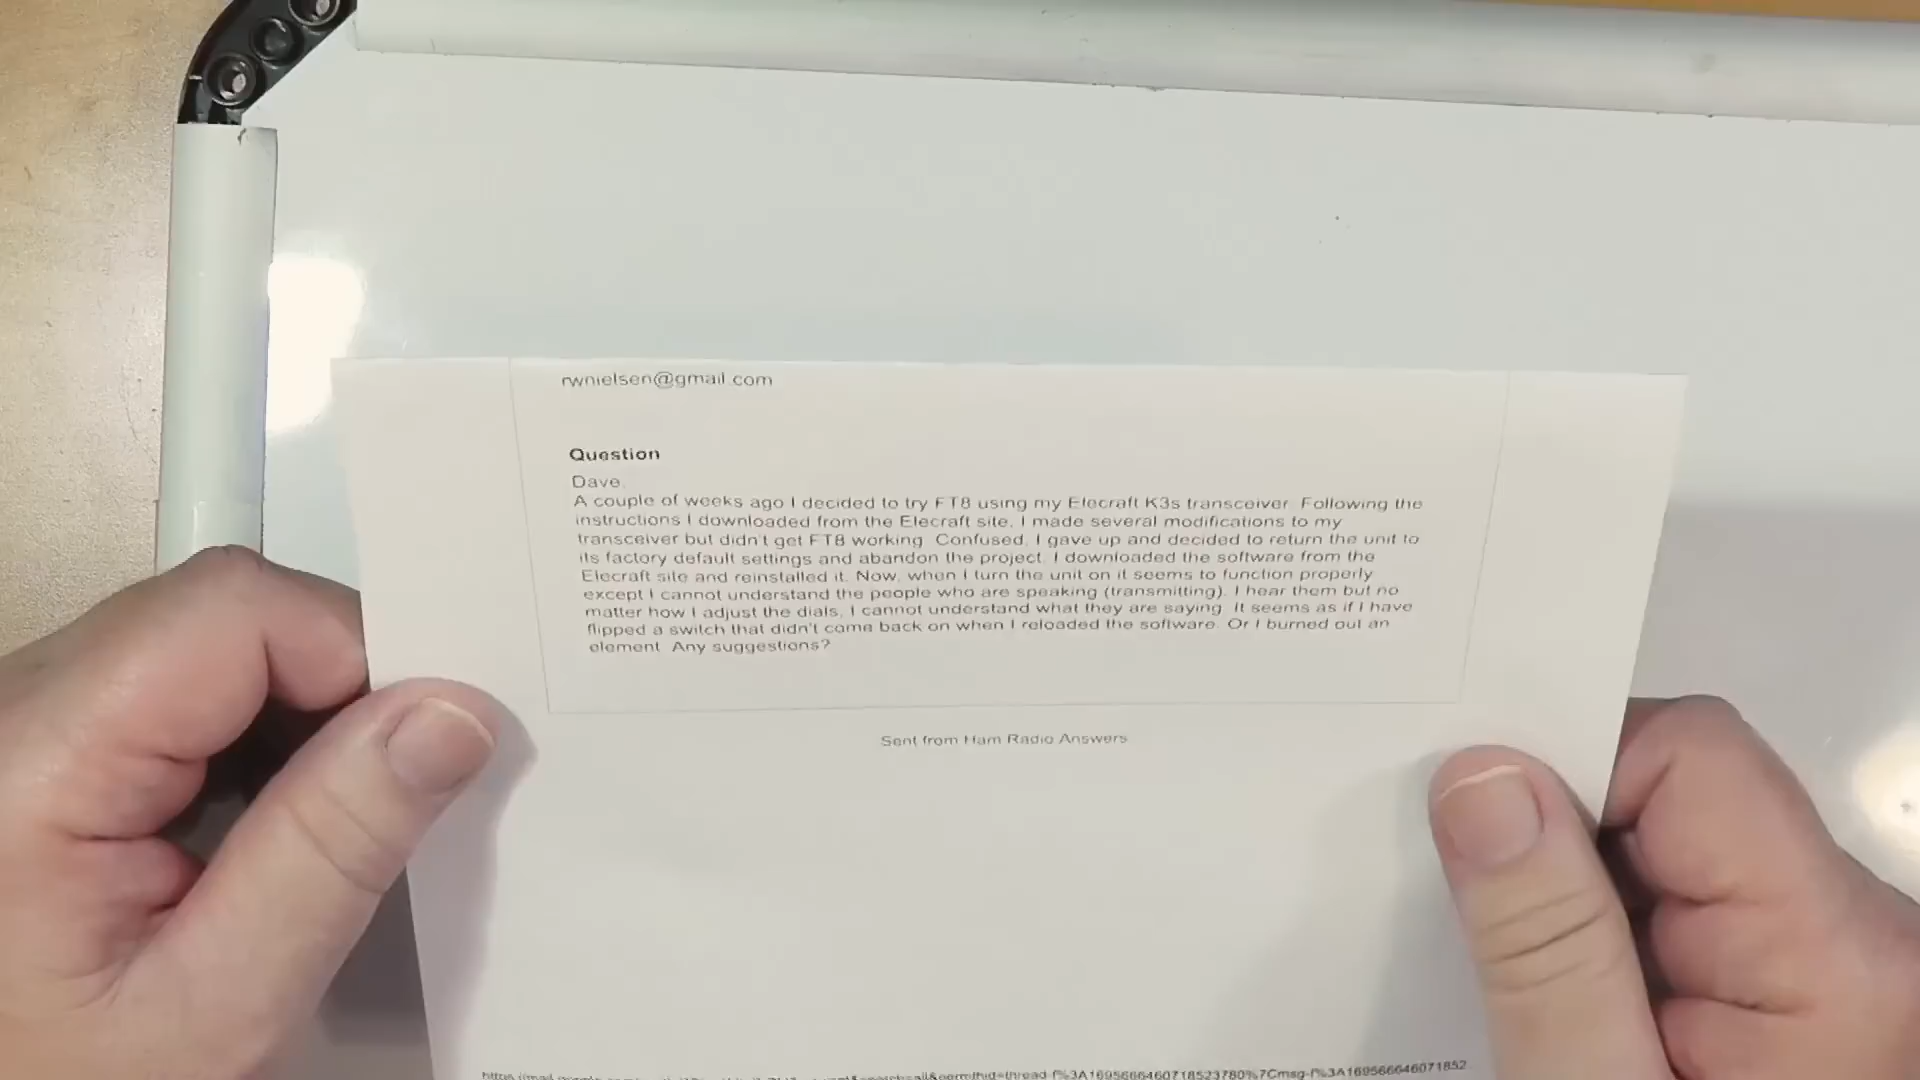 rwnielsen@gmail.com
Question
Dave,
A couple of weeks ago I decided to try FT8 using my Elecraft K3s transceiver. Following the
instructions I downloaded from the Elecraft site, I made several modifications to my
transceiver but didn't get FT8 working. Confused, I gave up and decided to return the unit to
its factory default settings and abandon the project. I downloaded the software from the
Elecraft site and reinstalled it. Now, when I turn the unit on it seems to function properly
except I cannot understand the people who are speaking (transmitting). I hear them but no
matter how I adjust the dials, I cannot understand what they are saying. It seems as if I have
flipped a switch that didn't come back on when I reloaded the software. Or I burned out an
element. Any suggestions?
Sent from Ham Radio Answers